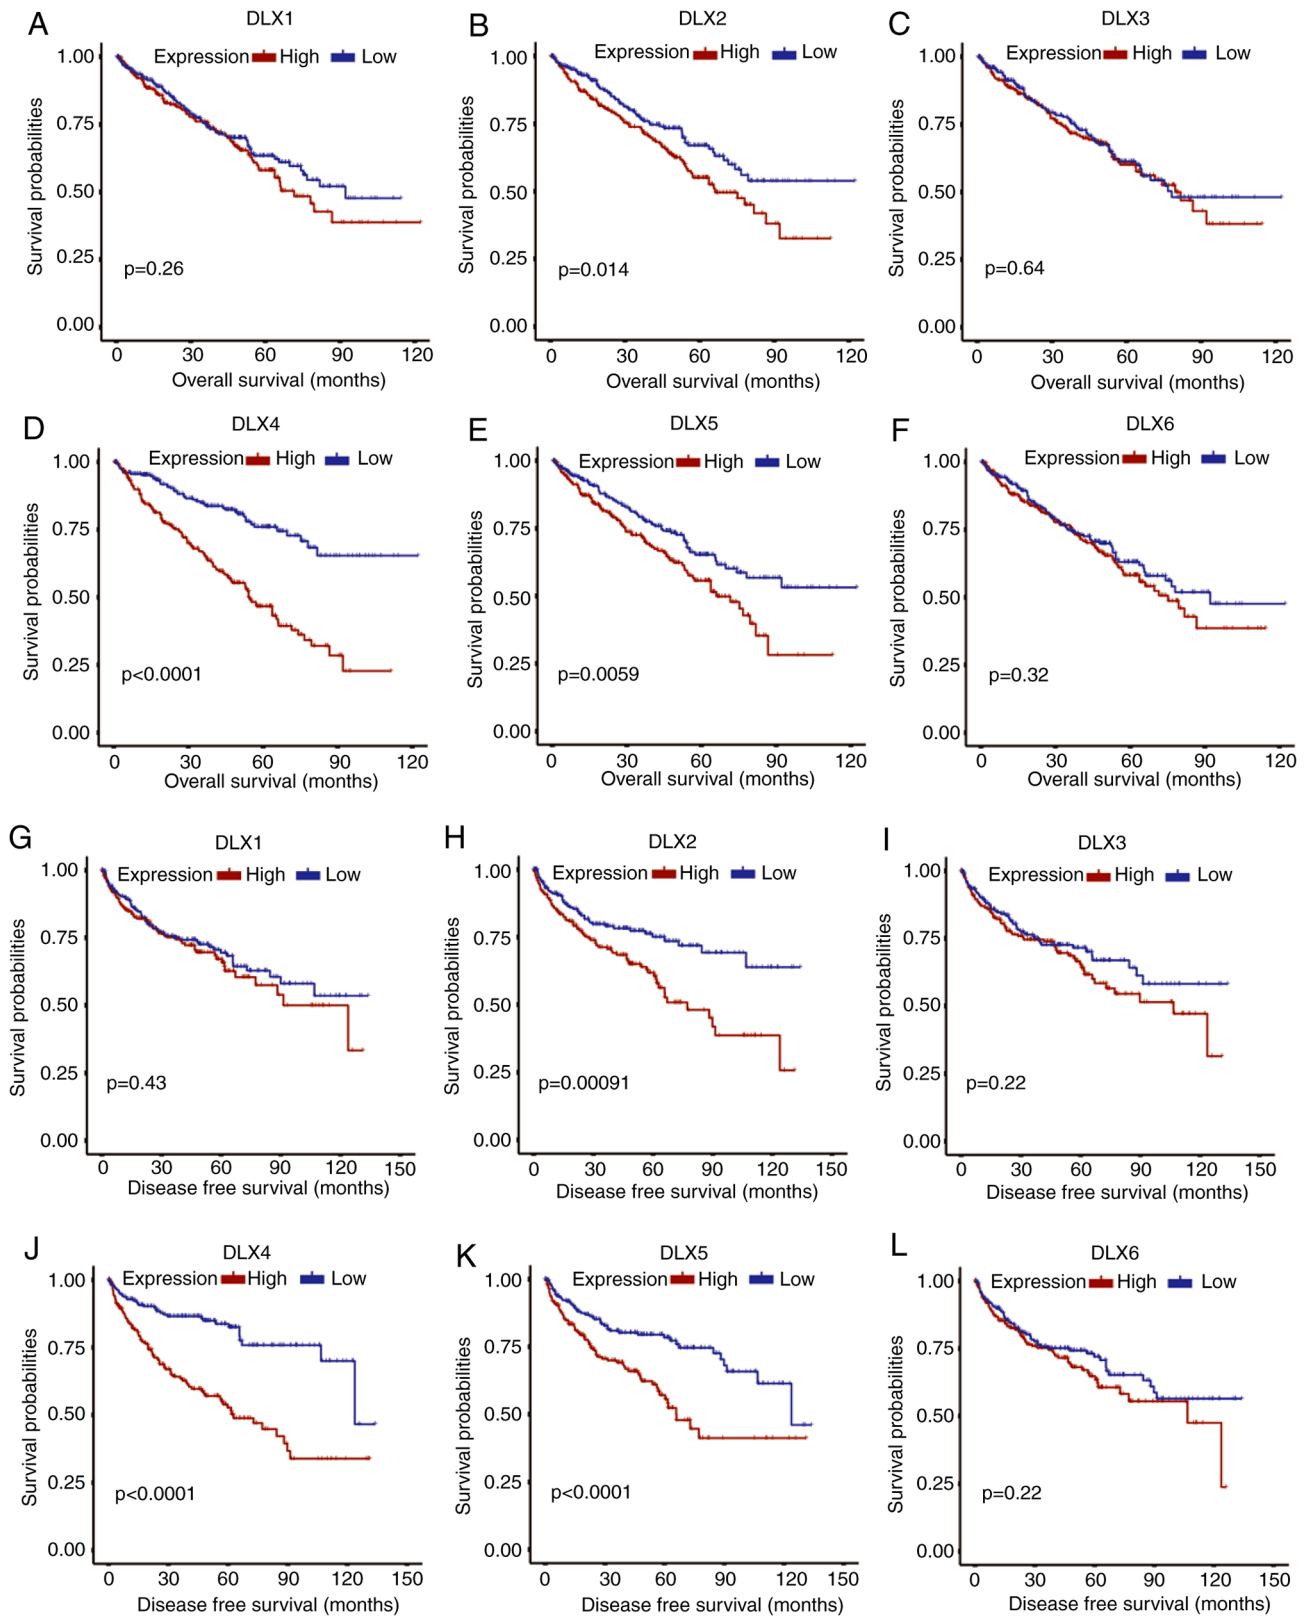 A
DLX1
Expression High Low
Survival probabilities
1.00
0.75
0.50
0.25
0.00
p=0.26
0 30 60 90 120
Overall survival (months)
B
DLX2
Expression High Low
Survival probabilities
1.00
0.75
0.50
0.25
0.00
p=0.014
0 30 60 90 120
Overall survival (months)
C
DLX3
Expression High Low
Survival probabilities
1.00
0.75
0.50
0.25
0.00
p=0.64
0 30 60 90 120
Overall survival (months)
D
DLX4
Expression High Low
Survival probabilities
1.00
0.75
0.50
0.25
0.00
p<0.0001
0 30 60 90 120
Overall survival (months)
E
DLX5
Expression High Low
Survival probabilities
1.00
0.75
0.50
0.25
0.00
p=0.0059
0 30 60 90 120
Overall survival (months)
F
DLX6
Expression High Low
Survival probabilities
1.00
0.75
0.50
0.25
0.00
p=0.32
0 30 60 90 120
Overall survival (months)
G
DLX1
Expression High Low
Survival probabilities
1.00
0.75
0.50
0.25
0.00
p=0.43
0 30 60 90 120 150
Disease free survival (months)
H
DLX2
Expression High Low
Survival probabilities
1.00
0.75
0.50
0.25
0.00
p=0.00091
0 30 60 90 120 150
Disease free survival (months)
I
DLX3
Expression High Low
Survival probabilities
1.00
0.75
0.50
0.25
0.00
p=0.22
0 30 60 90 120 150
Disease free survival (months)
J
DLX4
Expression High Low
Survival probabilities
1.00
0.75
0.50
0.25
0.00
p<0.0001
0 30 60 90 120 150
Disease free survival (months)
K
DLX5
Expression High Low
Survival probabilities
1.00
0.75
0.50
0.25
0.00
p<0.0001
0 30 60 90 120 150
Disease free survival (months)
L
DLX6
Expression High Low
Survival probabilities
1.00
0.75
0.50
0.25
0.00
p=0.22
0 30 60 90 120 150
Disease free survival (months)